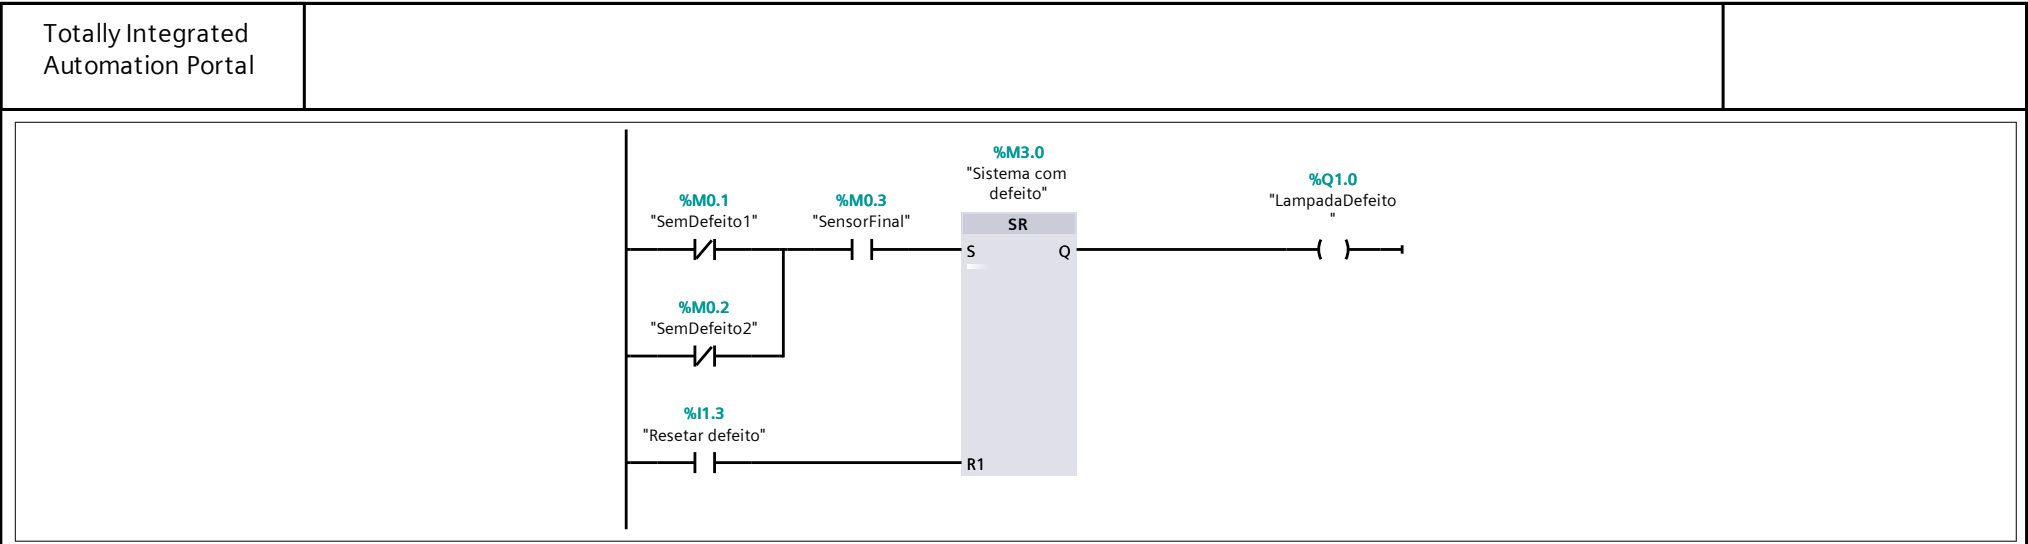 Totally Integrated
Automation Portal
%M3.0
"Sistema com
defeito"
%M0.1
"SemDefeito1"
%M0.3
"SensorFinal"
%Q1.0
"LampadaDefeito
"
SR
S
Q
%M0.2
"SemDefeito2"
%I1.3
"Resetar defeito"
R1